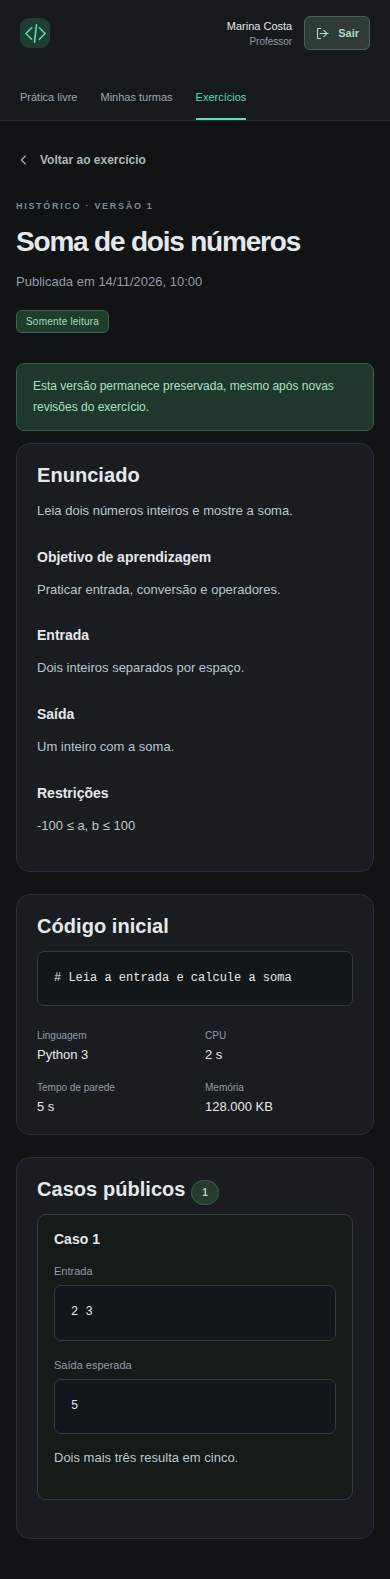 Marina Costa
Professor
Sair
Prática livre
Minhas turmas
Exercícios
Voltar ao exercício
HISTÓRICO · VERSÃO 1
Soma de dois números
Publicada em 14/11/2026, 10:00
Somente leitura
Esta versão permanece preservada, mesmo após novas
revisões do exercício.
Enunciado
Leia dois números inteiros e mostre a soma.
Objetivo de aprendizagem
Praticar entrada, conversão e operadores.
Entrada
Dois inteiros separados por espaço.
Saída
Um inteiro com a soma.
Restrições
-100 ≤ a, b ≤ 100
Código inicial
# Leia a entrada e calcule a soma
Linguagem
CPU
Python 3
2 s
Tempo de parede
Memória
5 s
128.000 KB
Casos públicos 1
Caso 1
Entrada
2 3
Saída esperada
5
Dois mais três resulta em cinco.